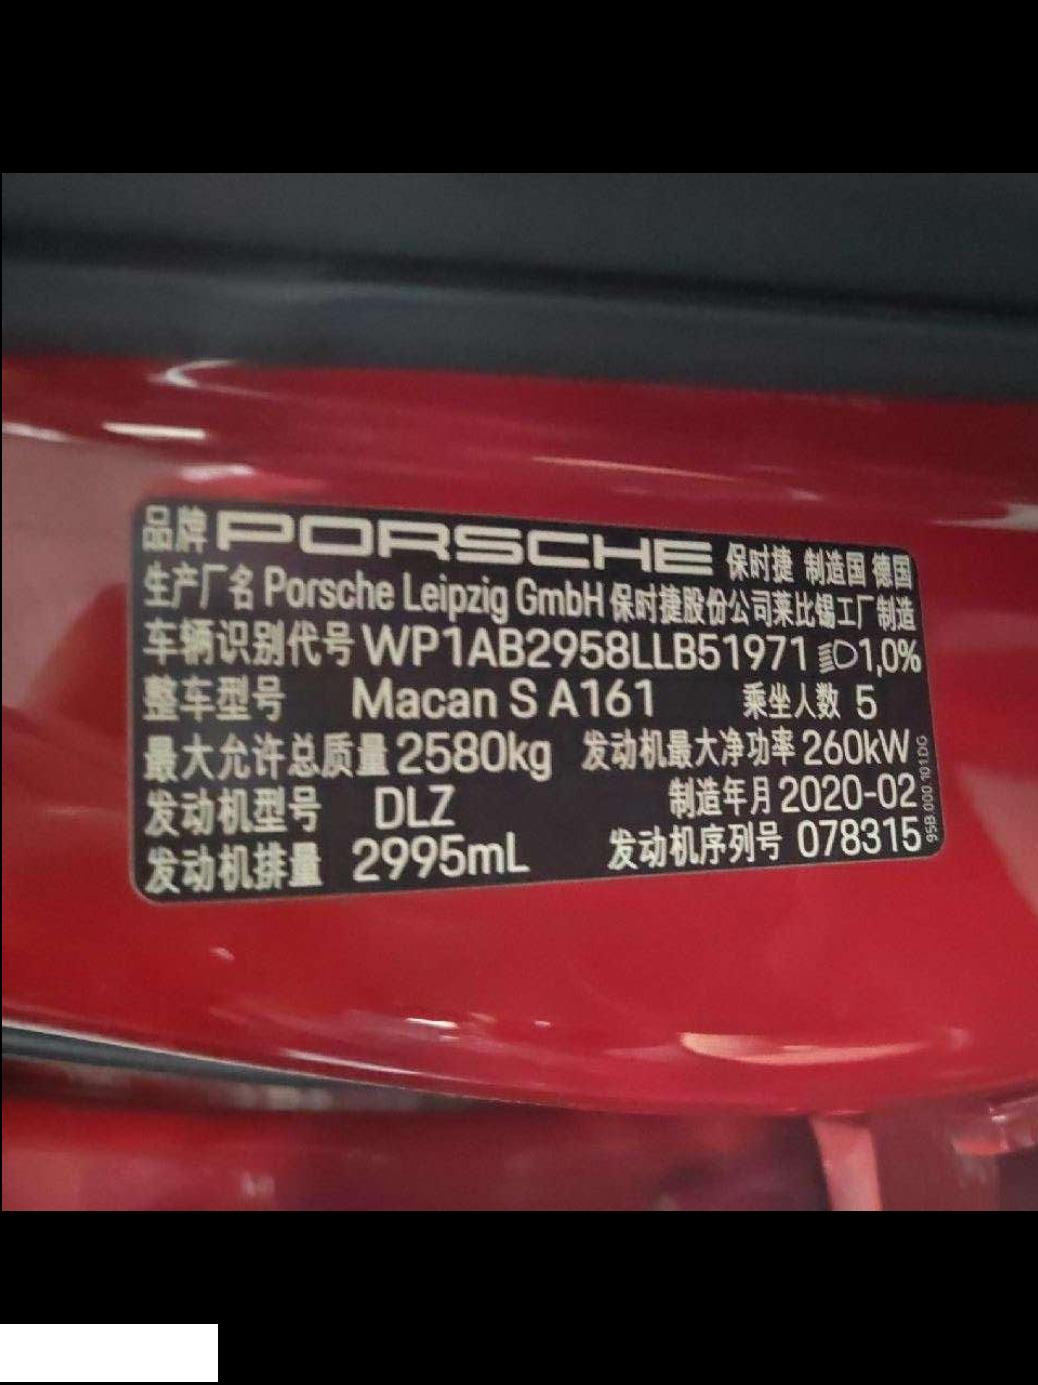 品牌 PORSCHE 保时捷 制造国 德国
生产厂名 Porsche Leipzig GmbH 保时捷股份公司莱比锡工厂制造
车辆识别代号 WP1AB2958LLB51971 1,0%
整车型号 Macan S A161 乘坐人数 5
最大允许总质量 2580kg 发动机最大净功率 260kW
发动机型号 DLZ 制造年月 2020-02
发动机排量 2995mL 发动机序列号 078315
95B.000.101.DG